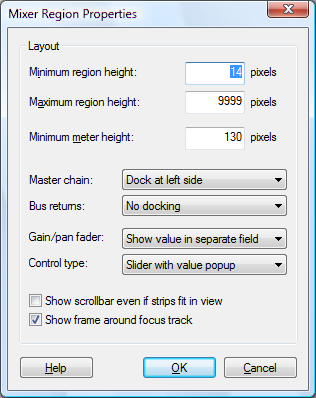 Mixer Region Properties
Layout
Minimum region height: 14 pixels
Maximum region height: 9999 pixels
Minimum meter height: 130 pixels
Master chain: Dock at left side
Bus returns: No docking
Gain/pan fader: Show value in separate field
Control type: Slider with value popup
Show scrollbar even if strips fit in view
Show frame around focus track
Help OK Cancel